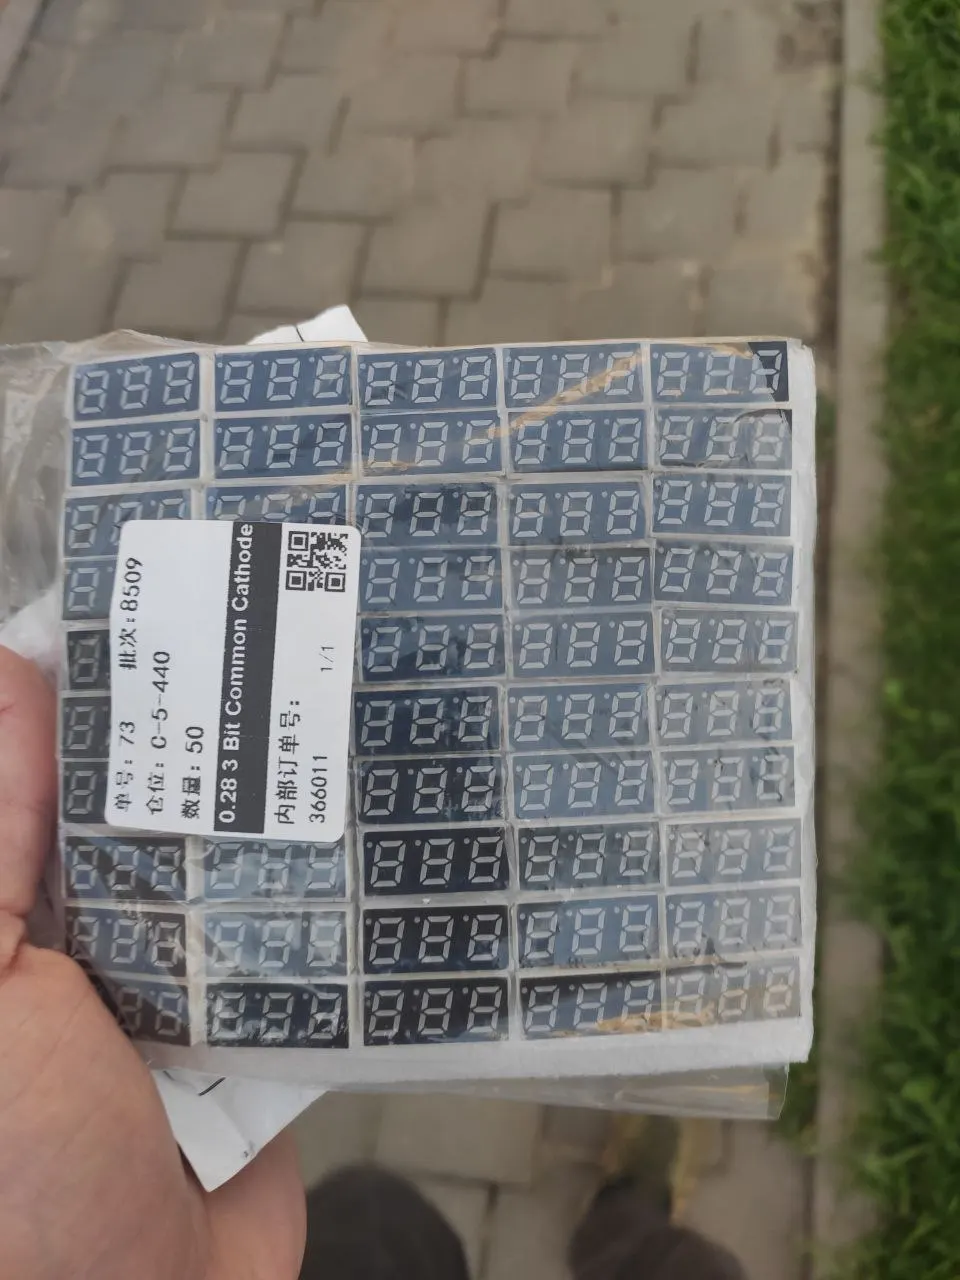 单号: 73 批次: 8509
仓位: C-5-440
数量: 50
0.28 3 Bit Common Cathode
内部订单号: 1/1
366011